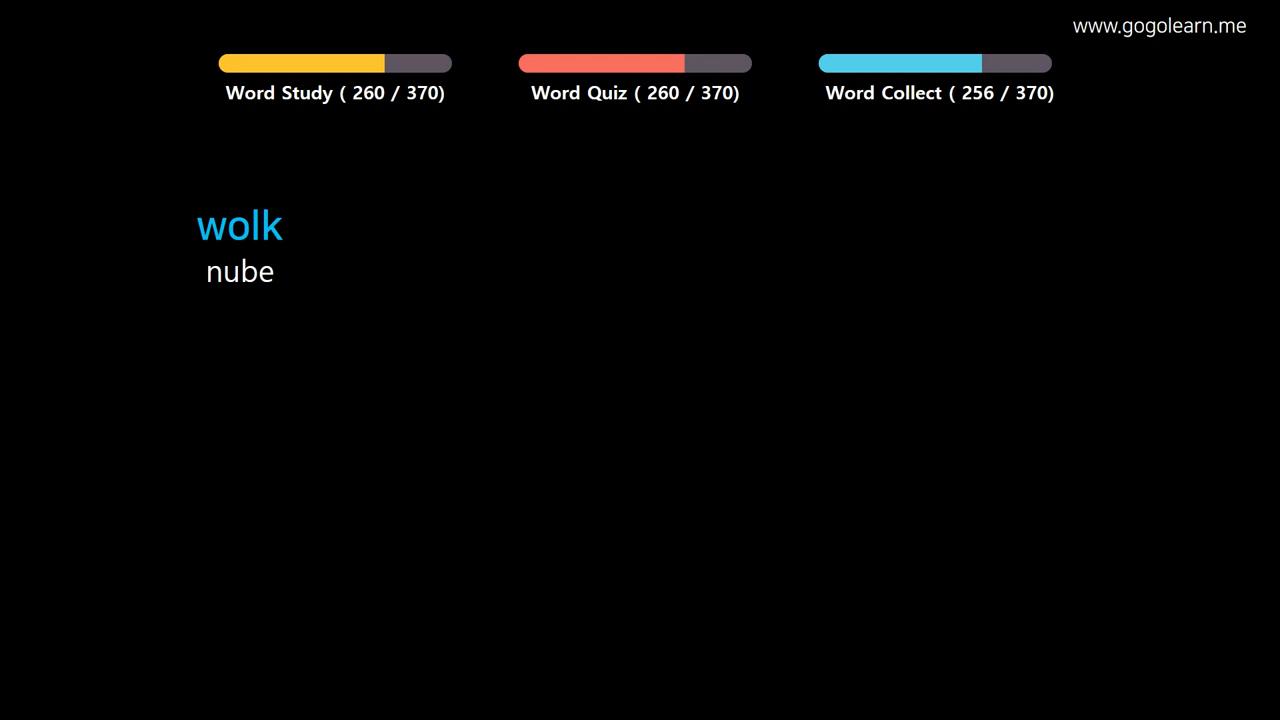 www.gogolearn.me
Word Study ( 260 / 370)
Word Quiz ( 260 / 370)
Word Collect ( 256 / 370)
wolk
nube